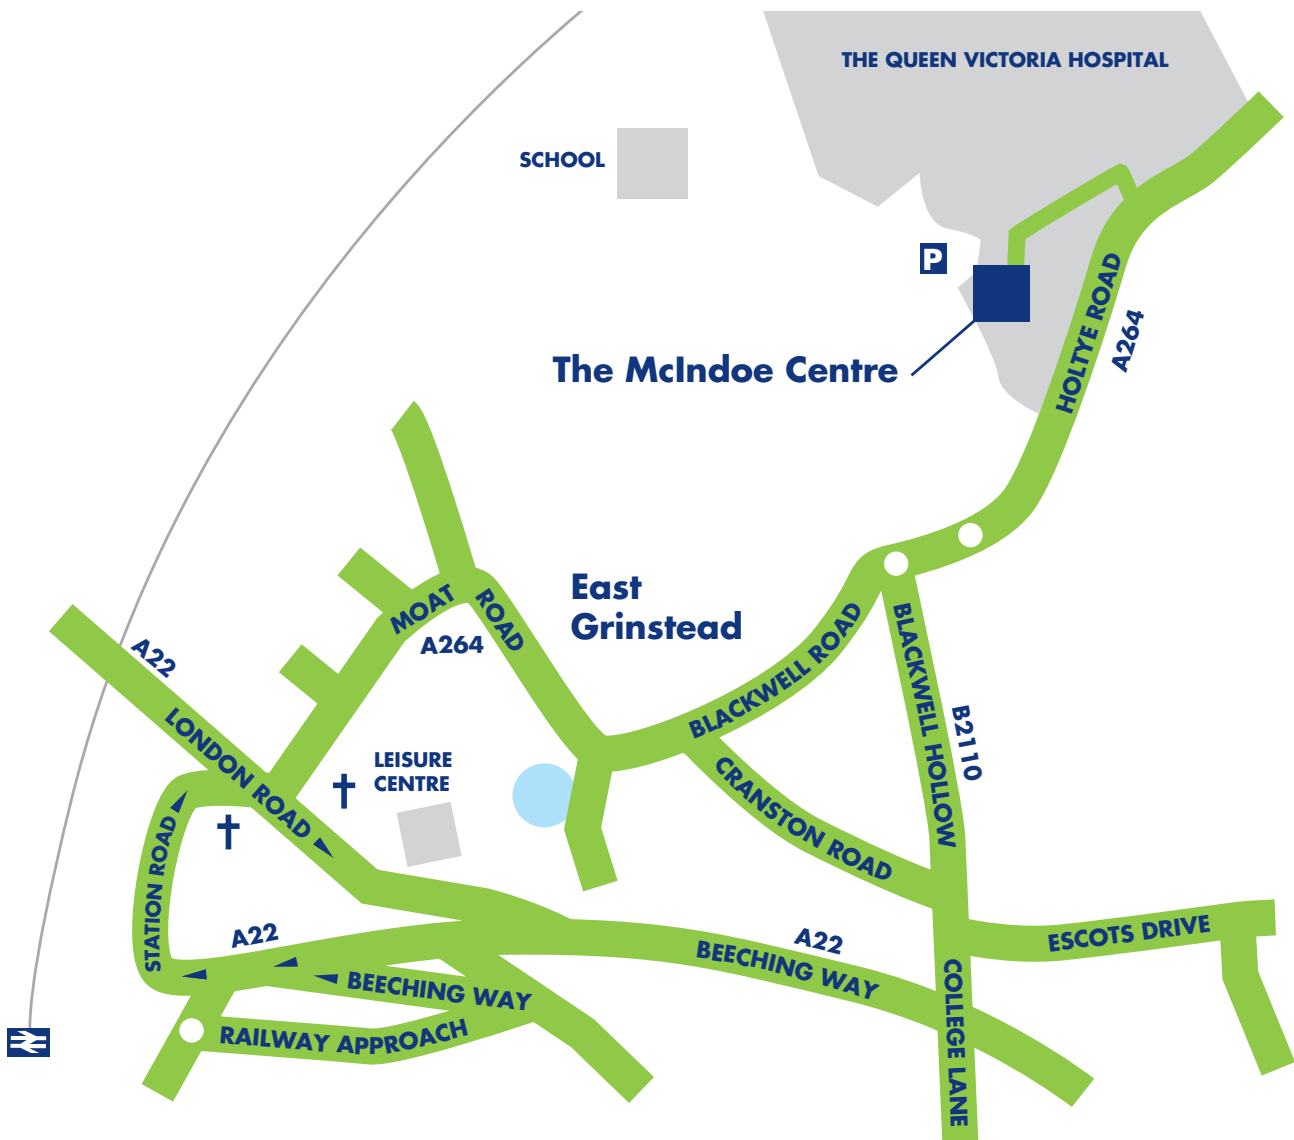 THE QUEEN VICTORIA HOSPITAL
SCHOOL
P
HOLTYE ROAD
A264
The McIndoe Centre
East
Grinstead
MOAT ROAD
A264
A22
LONDON ROAD
BLACKWELL ROAD
BLACKWELL HOLLOW
B2110
LEISURE
CENTRE
CRANSTON ROAD
STATION ROAD
A22
A22
BEECHING WAY
ESCOTS DRIVE
BEECHING WAY
RAILWAY APPROACH
COLLEGE LANE